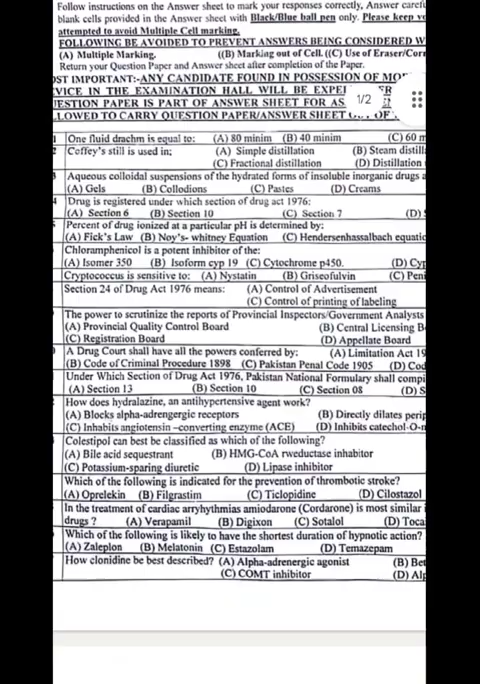 Follow instructions on the Answer sheet to mark your responses correctly, Answer carefu
blank cells provided in the Answer sheet with Black/Blue ball pen only. Please keep
attempted to avoid Multiple Cell marking.
FOLLOWING BE AVOIDED TO PREVENT ANSWERS BEING CONSIDERED W
(A) Multiple Marking. ((B) Marking out of Cell. ((C) Use of Eraser/Corr
Return your Question Paper and Answer sheet after completion of the Paper.
ST IMPORTANT:-ANY CANDIDATE FOUND IN POSSESSION OF MO
VICE IN THE EXAMINATION HALL WILL BE EXPE
ESTION PAPER IS PART OF ANSWER SHEET FOR AS
1/2
LOWED TO CARRY QUESTION PAPER/ANSWER SHEET OF
One fluid drachm is equal to: (A) 80 minim (B) 40 minim (C) 60 m
Coffey's still is used in; (A) Simple distillation (B) Steam distill
(C) Fractional distillation (D) Distillation
Aqueous colloidal suspensions of the hydrated forms of insoluble inorganic drugs a
(A) Gels (B) Collodions (C) Pastes (D) Creams
Drug is registered under which section of drug act 1976:
(A) Section 6 (B) Section 10 (C) Section 7 (D)
Percent of drug ionized at a particular pH is determined by:
(A) Fick's Law (B) Noy's- whitney Equation (C) Hendersenhassalbach equatio
Chloramphenicol is a potent inhibitor of the:
(A) Isomer 350 (B) Isoform cyp 19 (C) Cytochrome p450. (D) Cyp
Cryptococcus is sensitive to: (A) Nystatin (B) Griseofulvin (C) Peni
Section 24 of Drug Act 1976 means: (A) Control of Advertisement
(C) Control of printing of labeling
The power to scrutinize the reports of Provincial Inspectors/Government Analysts
(A) Provincial Quality Control Board (B) Central Licensing B
(C) Registration Board (D) Appellate Board
A Drug Court shall have all the powers conferred by: (A) Limitation Act 19
(B) Code of Criminal Procedure 1898 (C) Pakistan Penal Code 1905 (D) Cod
Under Which Section of Drug Act 1976, Pakistan National Formulary shall compi
(A) Section 13 (B) Section 10 (C) Section 08 (D) S
How does hydralazine, an antihypertensive agent work?
(A) Blocks alpha-adrengergic receptors (B) Directly dilates perip
(C) Inhabits angiotensin –converting enzyme (ACE) (D) Inhibits catechol-O-n
Colestipol can best be classified as which of the following?
(A) Bile acid sequestrant (B) HMG-CoA rweductase inhabitor
(C) Potassium-sparing diuretic (D) Lipase inhibitor
Which of the following is indicated for the prevention of thrombotic stroke?
(A) Oprelekin (B) Filgrastim (C) Ticlopidine (D) Cilostazol
In the treatment of cardiac arryhythmias amiodarone (Cordarone) is most similar i
drugs ? (A) Verapamil (B) Digixon (C) Sotalol (D) Toca
Which of the following is likely to have the shortest duration of hypnotic action?
(A) Zaleplon (B) Melatonin (C) Estazolam (D) Temazepam
How clonidine be best described? (A) Alpha-adrenergic agonist (B) Bet
(C) COMT inhibitor (D) Alp